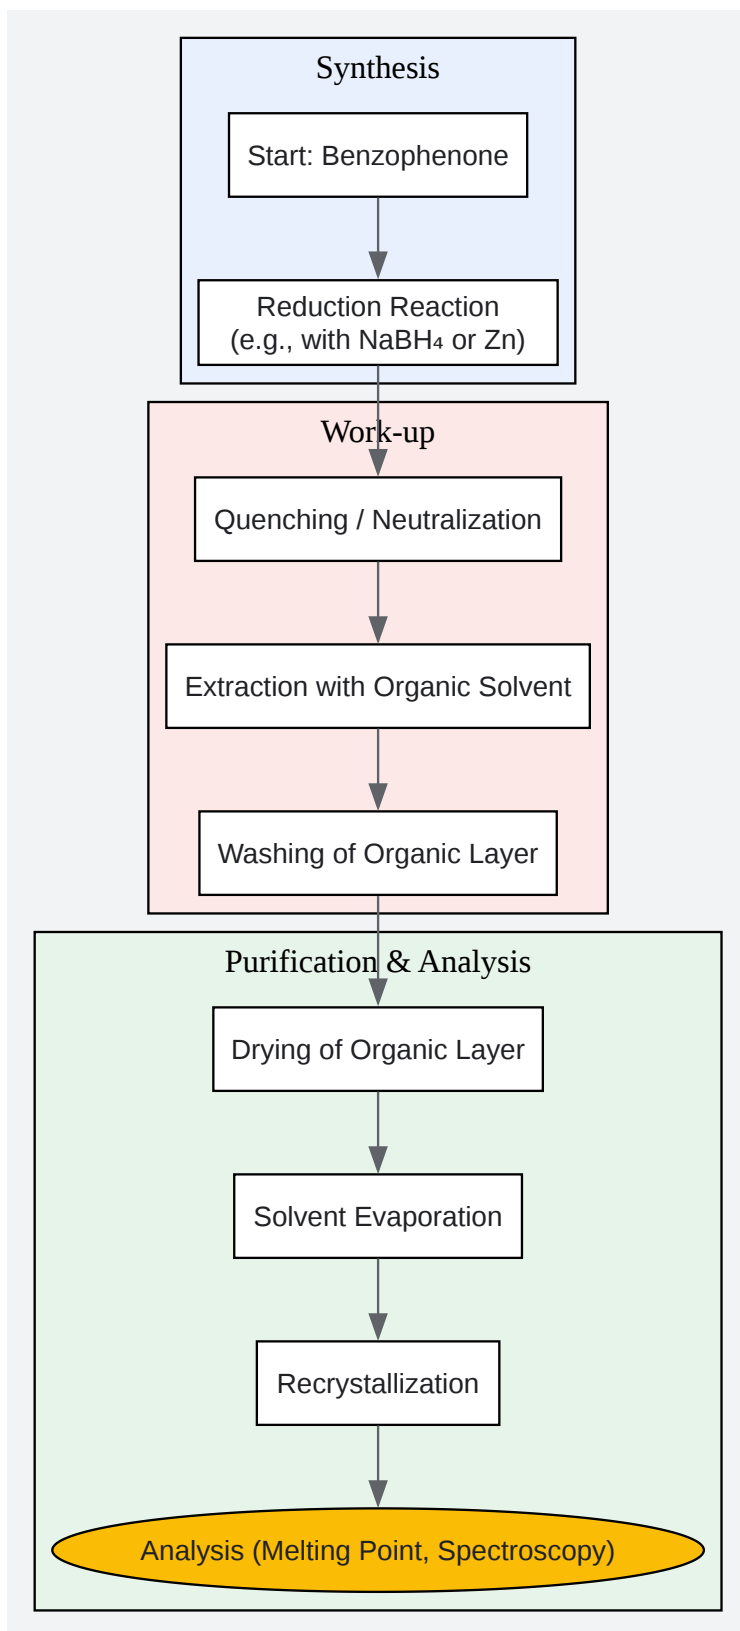 Synthesis
Start: Benzophenone
Reduction Reaction
(e.g., with NaBH₄ or Zn)
Work-up
Quenching / Neutralization
Extraction with Organic Solvent
Washing of Organic Layer
Purification & Analysis
Drying of Organic Layer
Solvent Evaporation
Recrystallization
Analysis (Melting Point, Spectroscopy)